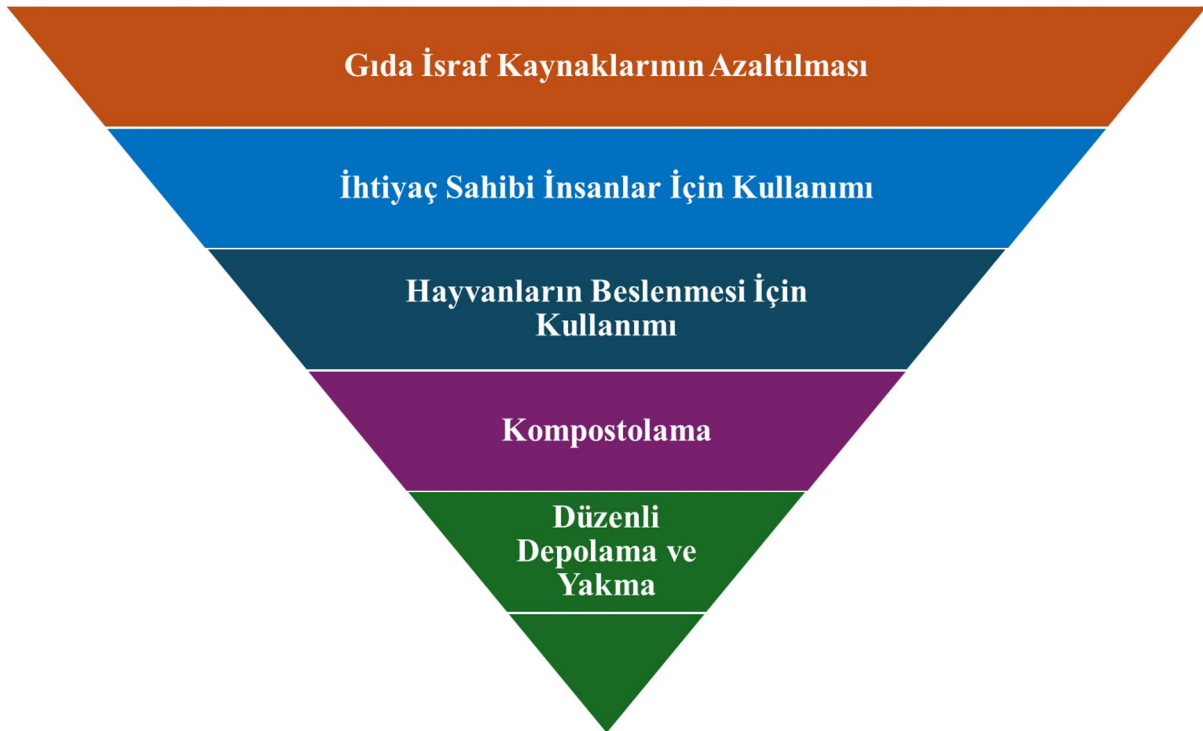 Gıda İsraf Kaynaklarının Azaltılması
İhtiyaç Sahibi İnsanlar İçin Kullanımı
Hayvanların Beslenmesi İçin
Kullanımı
Kompostolama
Düzenli
Depolama ve
Yakma